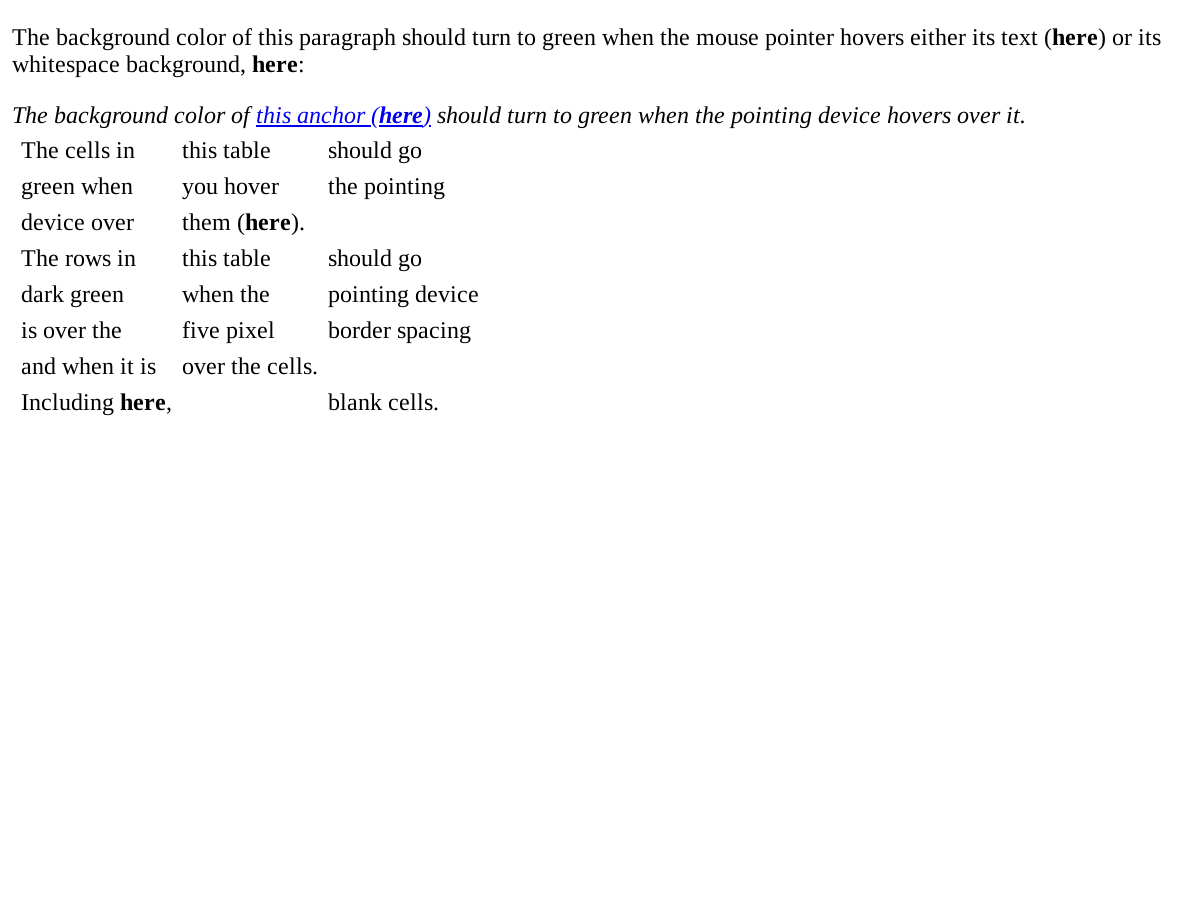 The background color of this paragraph should turn to green when the mouse pointer hovers either its text (here) or its
whitespace background, here:
The background color of this anchor (here) should turn to green when the pointing device hovers over it.
The cells in this table should go
green when you hover the pointing
device over them (here).
The rows in this table should go
dark green when the pointing device
is over the five pixel border spacing
and when it is over the cells.
Including here, blank cells.